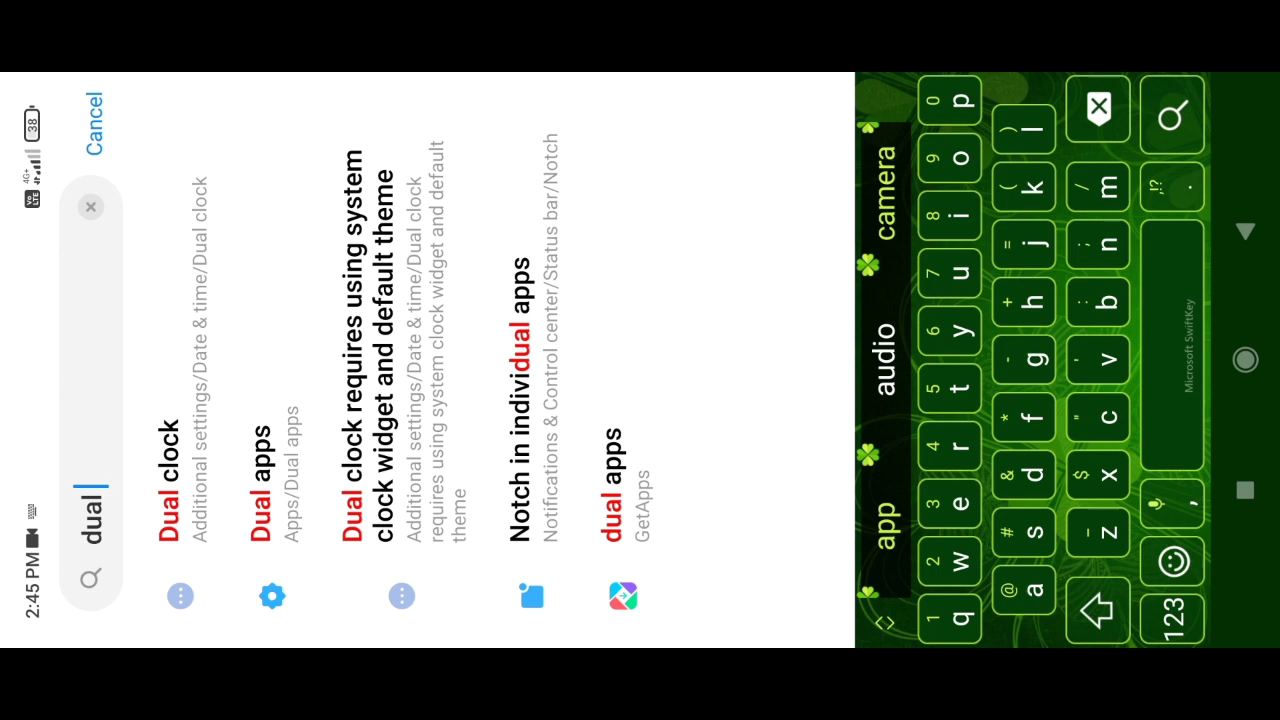 2:45 PM
Vo LTE 4G+ 38
dual
Cancel
Dual clock
Additional settings/Date & time/Dual clock
Dual apps
Apps/Dual apps
Dual clock requires using system
clock widget and default theme
Additional settings/Date & time/Dual clock
requires using system clock widget and default
theme
Notch in individual apps
Notifications & Control center/Status bar/Notch
dual apps
GetApps
app audio camera
1 2 3 4 5 6 7 8 9 0
q w e r t y u i o p
@ # & * - + = ( )
a s d f g h j k l
- $ " ' : ; /
z x c v b n m
123 , Microsoft SwiftKey . !?